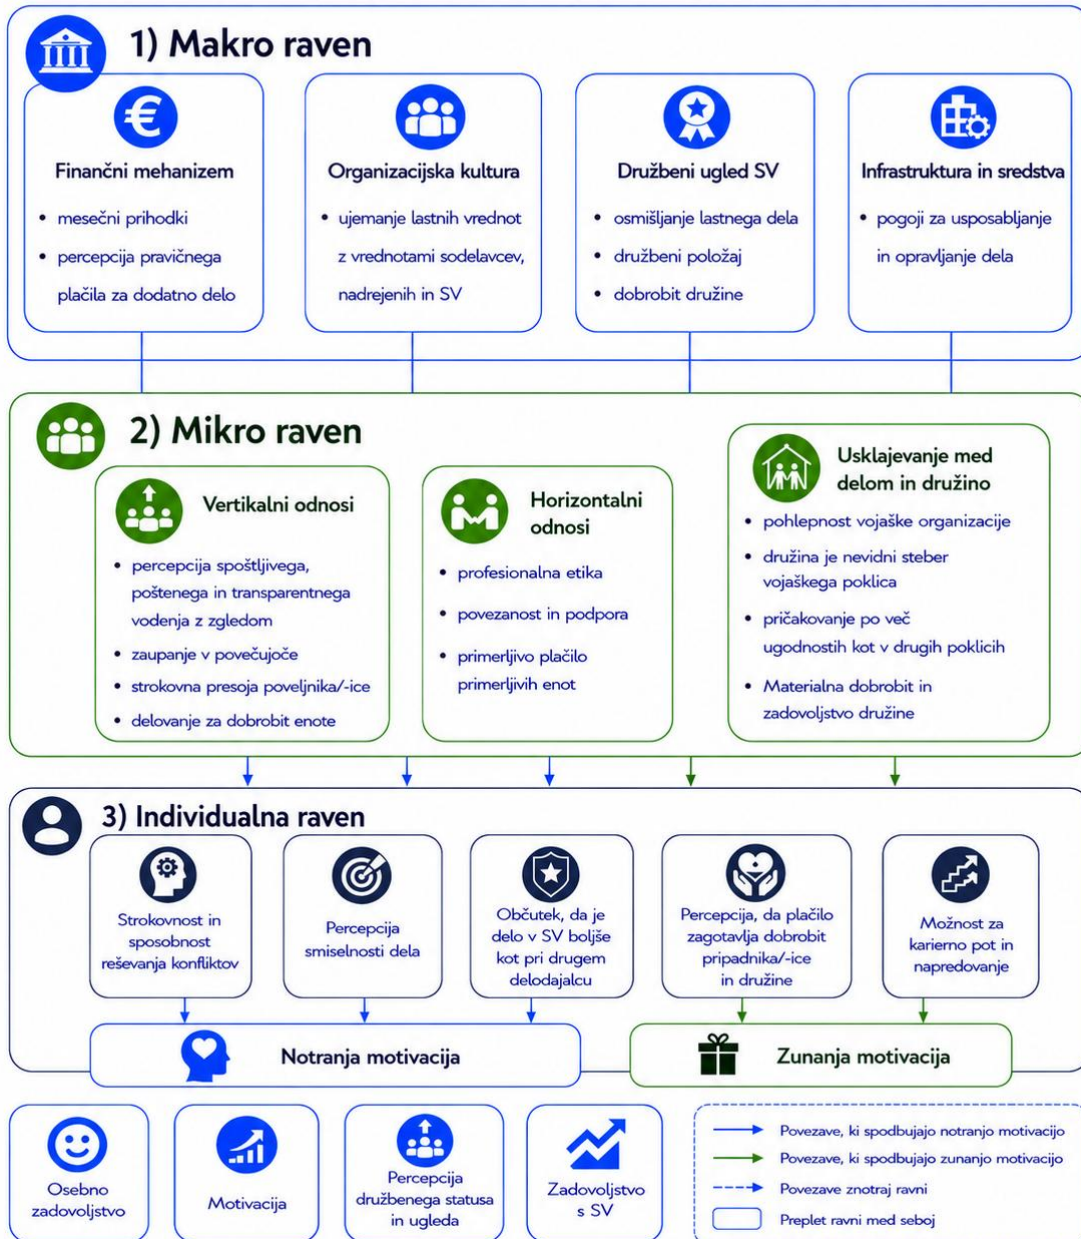 1) Makro raven
€
Finančni mehanizem
• mesečni prihodki
• percepcija pravičnega
plačila za dodatno delo
Organizacijska kultura
• ujemanje lastnih vrednot
z vrednotami sodelavcev,
nadrejenih in SV
Družbeni ugled SV
• osmišljanje lastnega dela
• družbeni položaj
• dobrobit družine
Infrastruktura in sredstva
• pogoji za usposabljanje
in opravljanje dela
2) Mikro raven
Vertikalni odnosi
• percepcija spoštljivega,
poštenega in transparentnega
vodenja z zgledom
• zaupanje v povečujoče
• strokovna presoja poveljnika/-ice
• delovanje za dobrobit enote
Horizontalni
odnosi
• profesionalna etika
• povezanost in podpora
• primerljivo plačilo
primerljivih enot
Usklajevanje med
delom in družino
• pohlepnost vojaške organizacije
• družina je nevidni steber
vojaškega poklica
• pričakovanje po več
ugodnostih kot v drugih poklicih
• Materialna dobrobit in
zadovoljstvo družine
3) Individualna raven
Strokovnost in
sposobnost
reševanja konfliktov
Percepcija
smiselnosti dela
Občutek, da je
delo v SV boljše
kot pri drugem
delodajalcu
Percepcija, da plačilo
zagotavlja dobrobit
pripadnika/-ice
in družine
Možnost za
karierno pot in
napredovanje
Notranja motivacija
Zunanja motivacija
Osebno
zadovoljstvo
Motivacija
Percepcija
družbenega statusa
in ugleda
Zadovoljstvo
s SV
Povezave, ki spodbujajo notranjo motivacijo
Povezave, ki spodbujajo zunanjo motivacijo
Povezave znotraj ravni
Preplet ravni med seboj